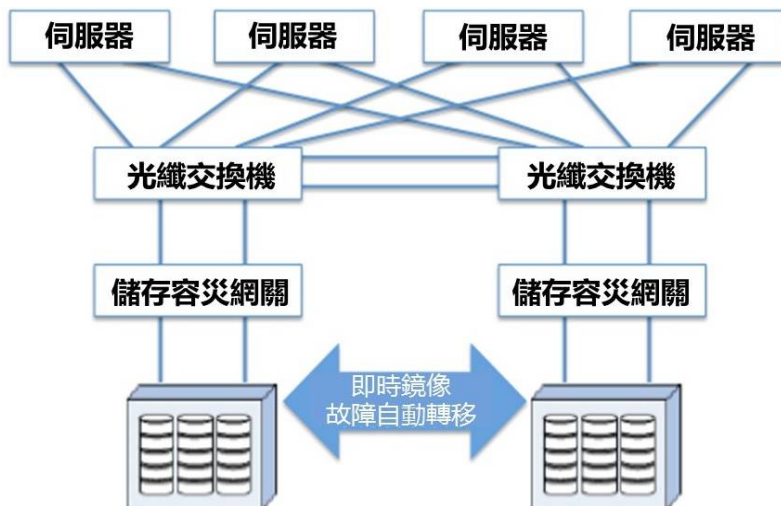 伺服器
伺服器
伺服器
伺服器
光纖交換機
光纖交換機
儲存容災網關
儲存容災網關
即時鏡像
故障自動轉移